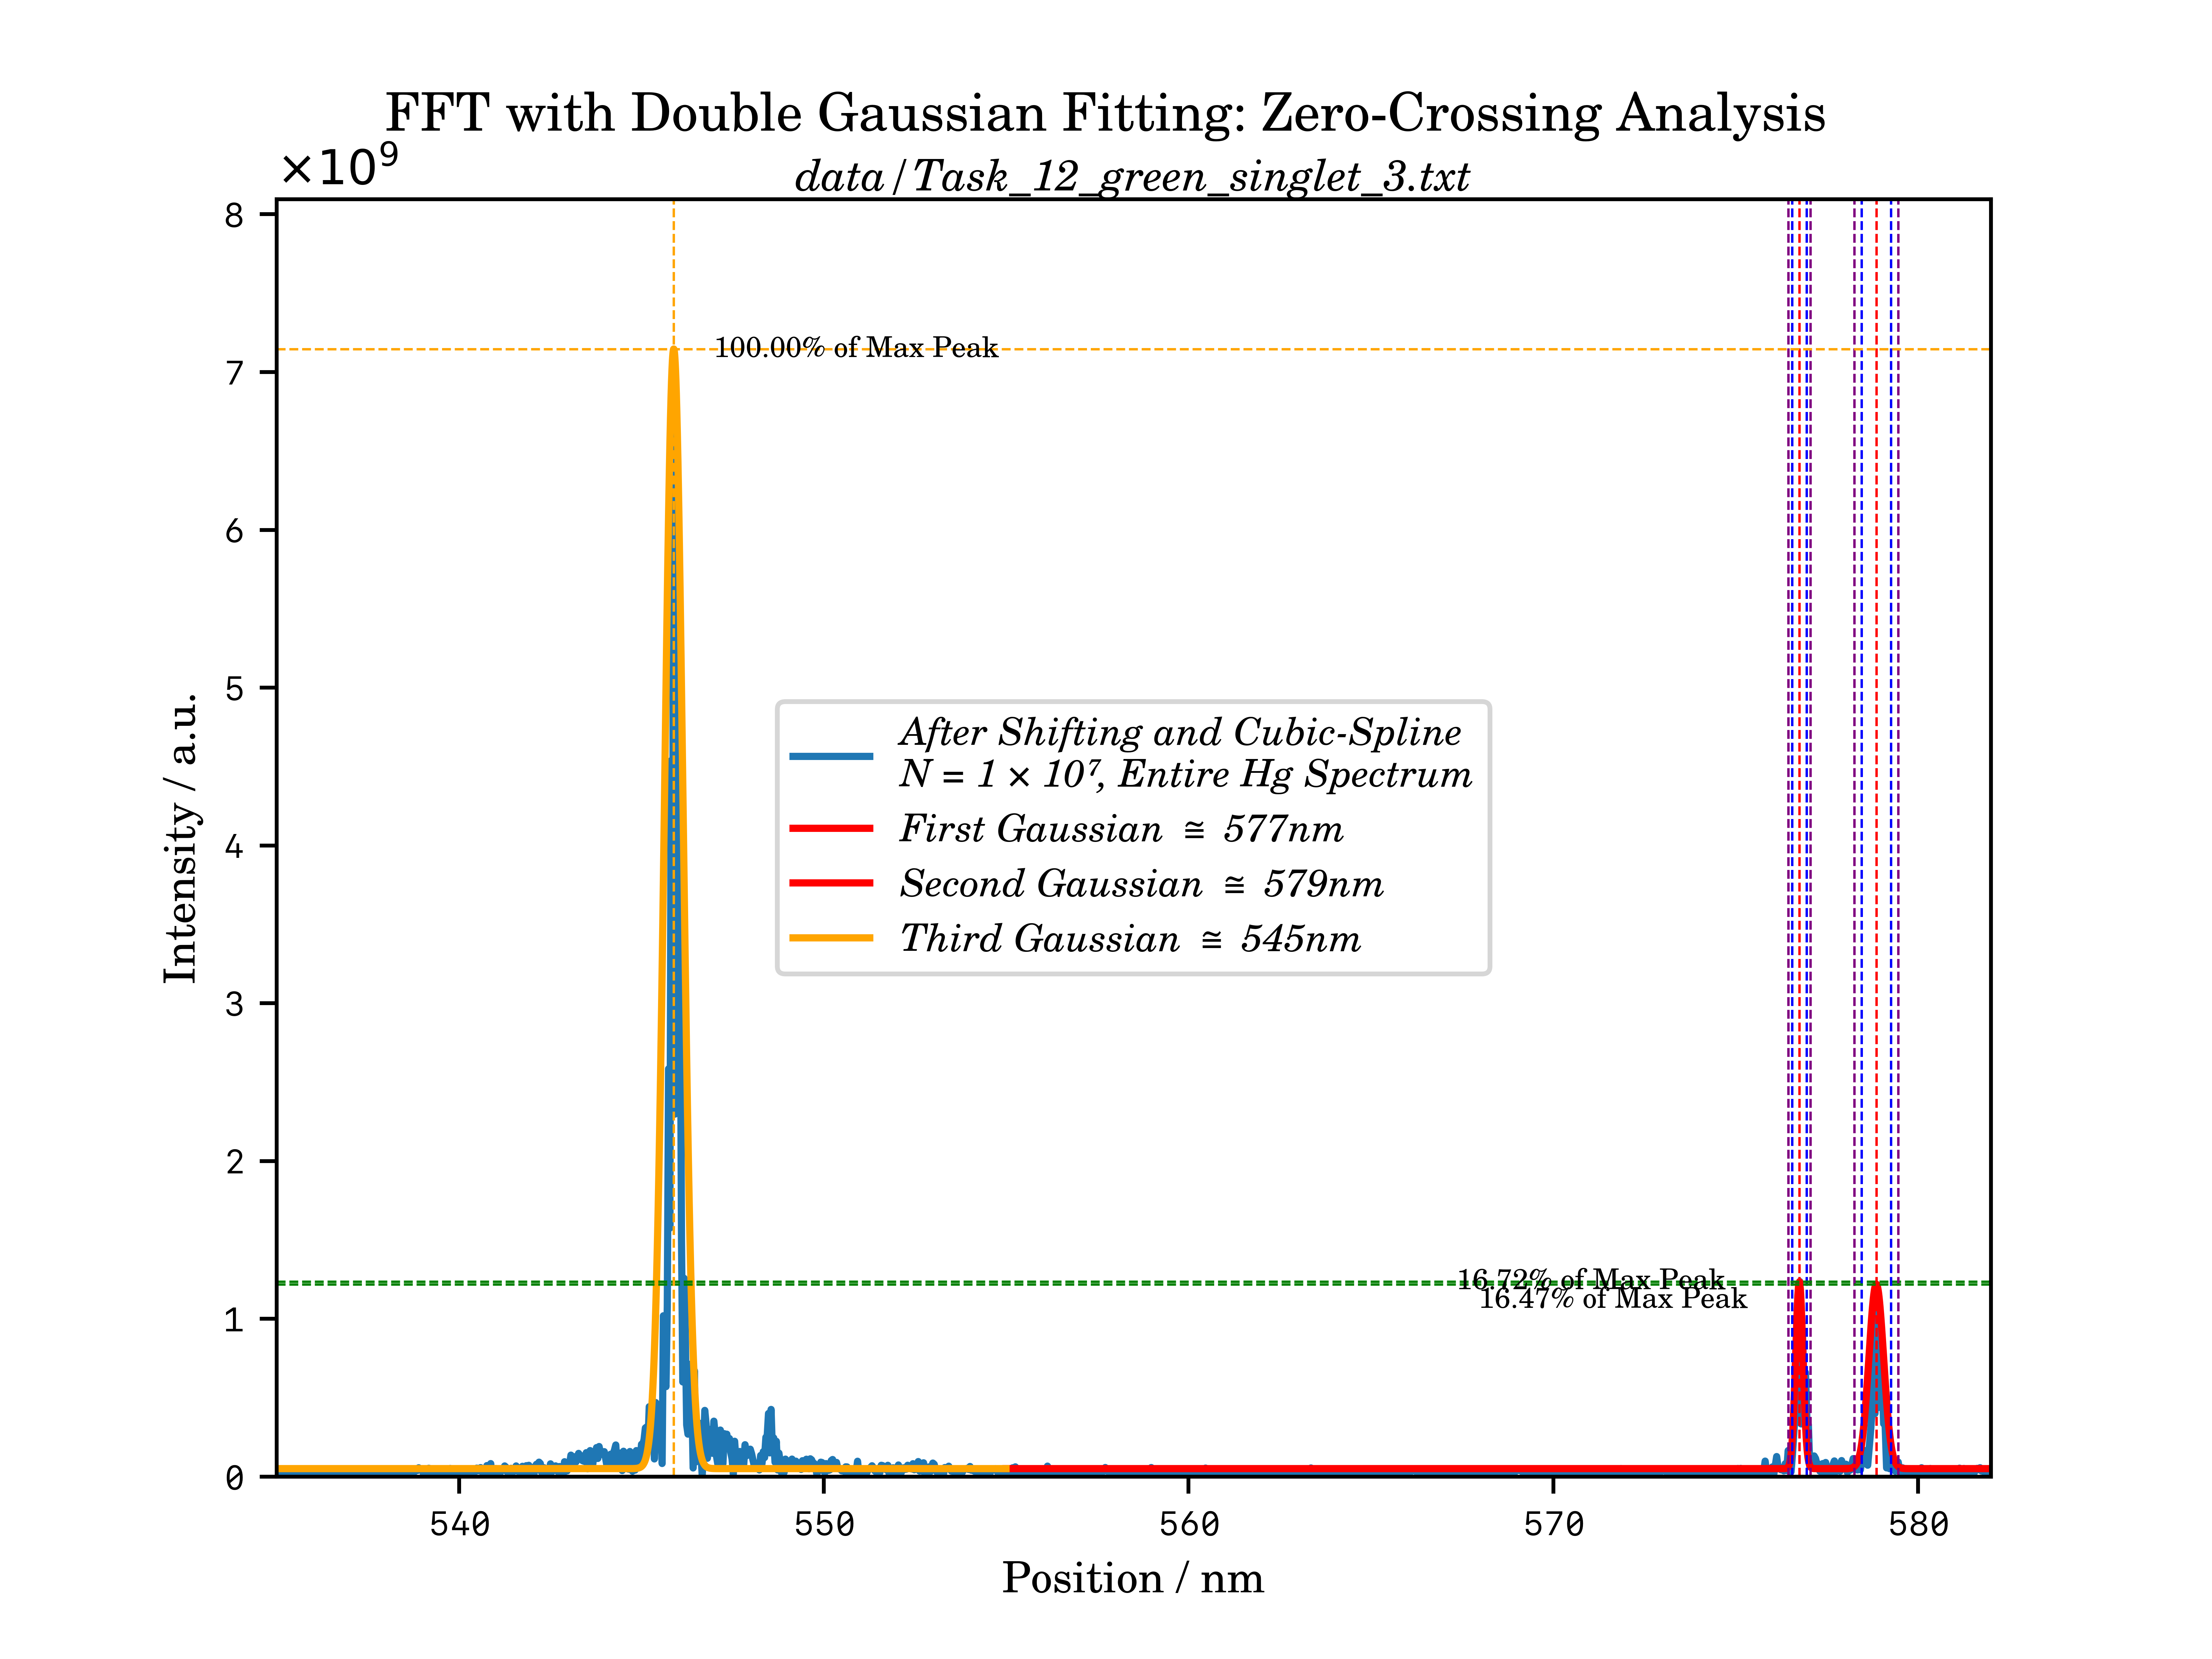 FFT with Double Gaussian Fitting: Zero-Crossing Analysis
×10⁹
data/Task_12_green_singlet_3.txt
8
7
6
5
4
3
2
1
0
Intensity / a.u.
100.00% of Max Peak
After Shifting and Cubic-Spline
N = 1 × 10⁷, Entire Hg Spectrum
First Gaussian ≅ 577nm
Second Gaussian ≅ 579nm
Third Gaussian ≅ 545nm
16.72% of Max Peak
16.47% of Max Peak
540 550 560 570 580
Position / nm